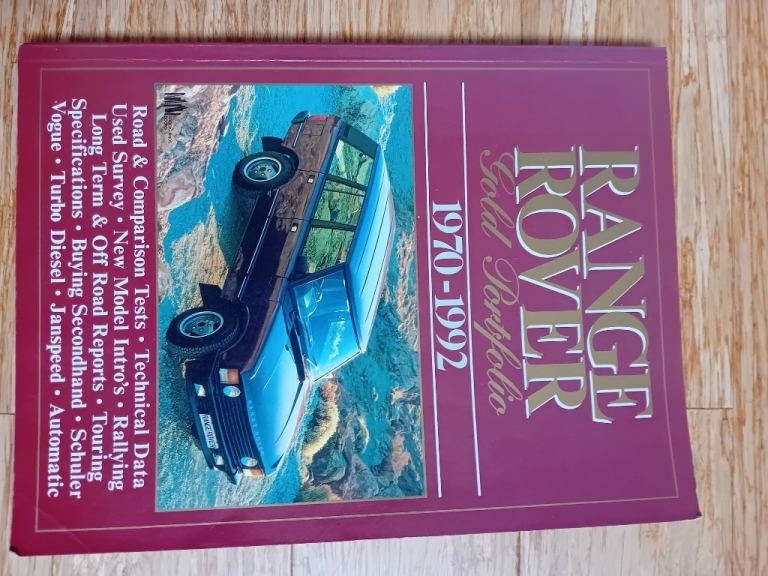 RANGE
ROVER
Gold Portfolio
1970-1992
Road & Comparison Tests • Technical Data
Used Survey • New Model Intro's • Rallying
Long Term & Off Road Reports • Touring
Specifications • Buying Secondhand • Schuler
Vogue • Turbo Diesel • Janspeed • Automatic